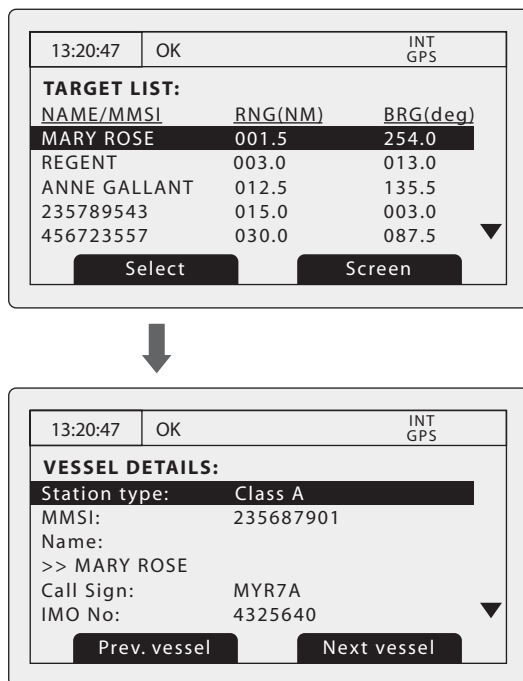 13:20:47 OK INT
GPS
TARGET LIST:
NAME/MMSI RNG(NM) BRG(deg)
MARY ROSE 001.5 254.0
REGENT 003.0 013.0
ANNE GALLANT 012.5 135.5
235789543 015.0 003.0
456723557 030.0 087.5
Select Screen
13:20:47 OK INT
GPS
VESSEL DETAILS:
Station type: Class A
MMSI: 235687901
Name:
>> MARY ROSE
Call Sign: MYR7A
IMO No: 4325640
Prev. vessel Next vessel